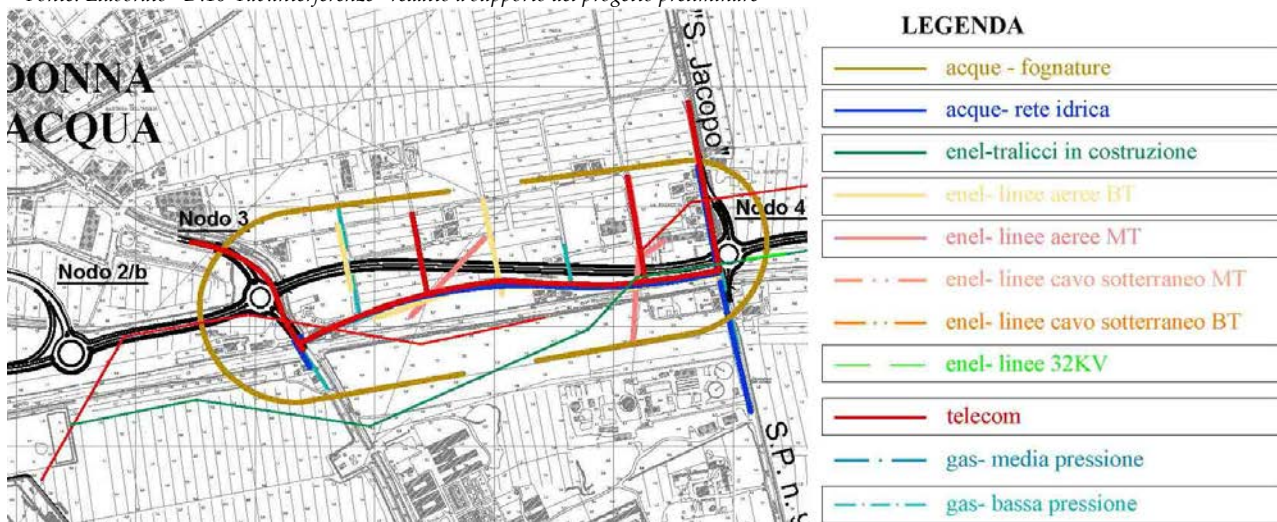 DONNA
ACQUA
"S. Jacopo"
Nodo 3
Nodo 4
Nodo 2/b
S.P. n.
LEGENDA
acque - fognature
acque- rete idrica
enel-tralicci in costruzione
enel- linee aeree BT
enel- linee aeree MT
enel- linee cavo sotterraneo MT
enel- linee cavo sotterraneo BT
enel- linee 32KV
telecom
gas- media pressione
gas- bassa pressione